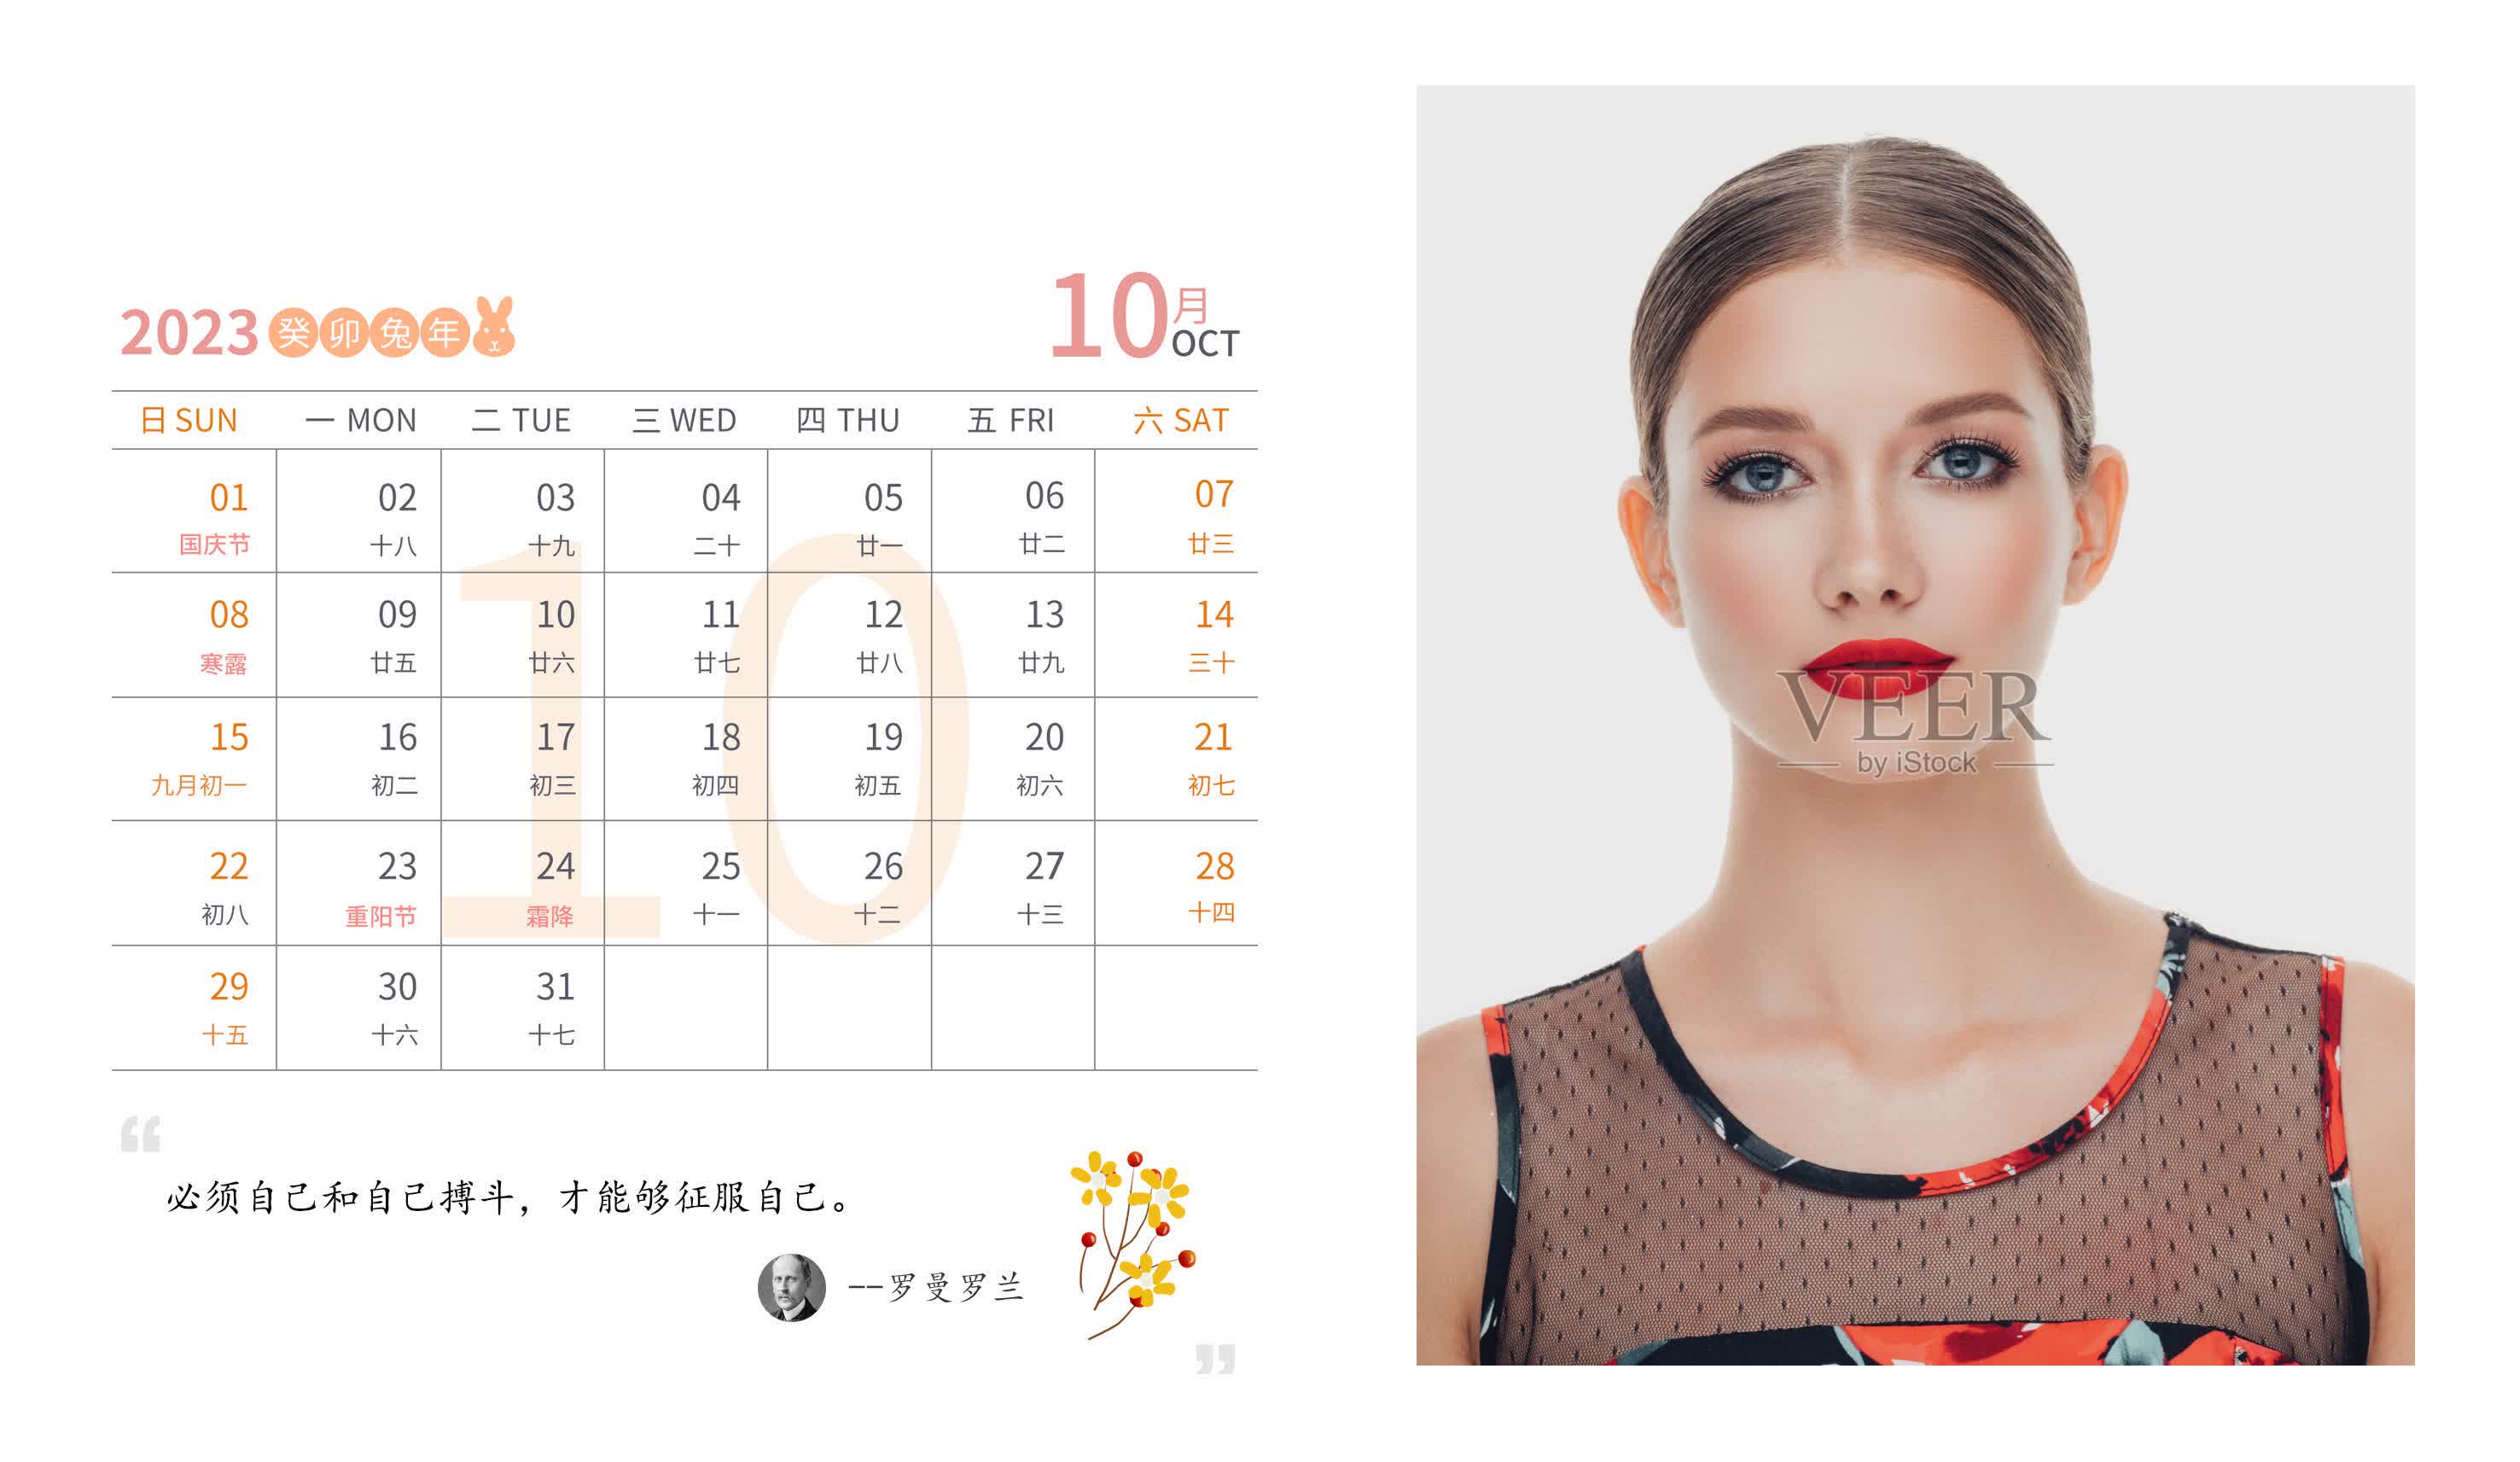 2023 癸卯兔年
10月
OCT
日 SUN 一 MON 二 TUE 三 WED 四 THU 五 FRI 六 SAT
01 02 03 04 05 06 07
国庆节 十八 十九 二十 廿一 廿二 廿三
08 09 10 11 12 13 14
寒露 廿五 廿六 廿七 廿八 廿九 三十
15 16 17 18 19 20 21
九月初一 初二 初三 初四 初五 初六 初七
22 23 24 25 26 27 28
初八 重阳节 霜降 十一 十二 十三 十四
29 30 31
十五 十六 十七
10
“
必须自己和自己搏斗，才能够征服自己。
--罗曼罗兰
”
VEER
by iStock